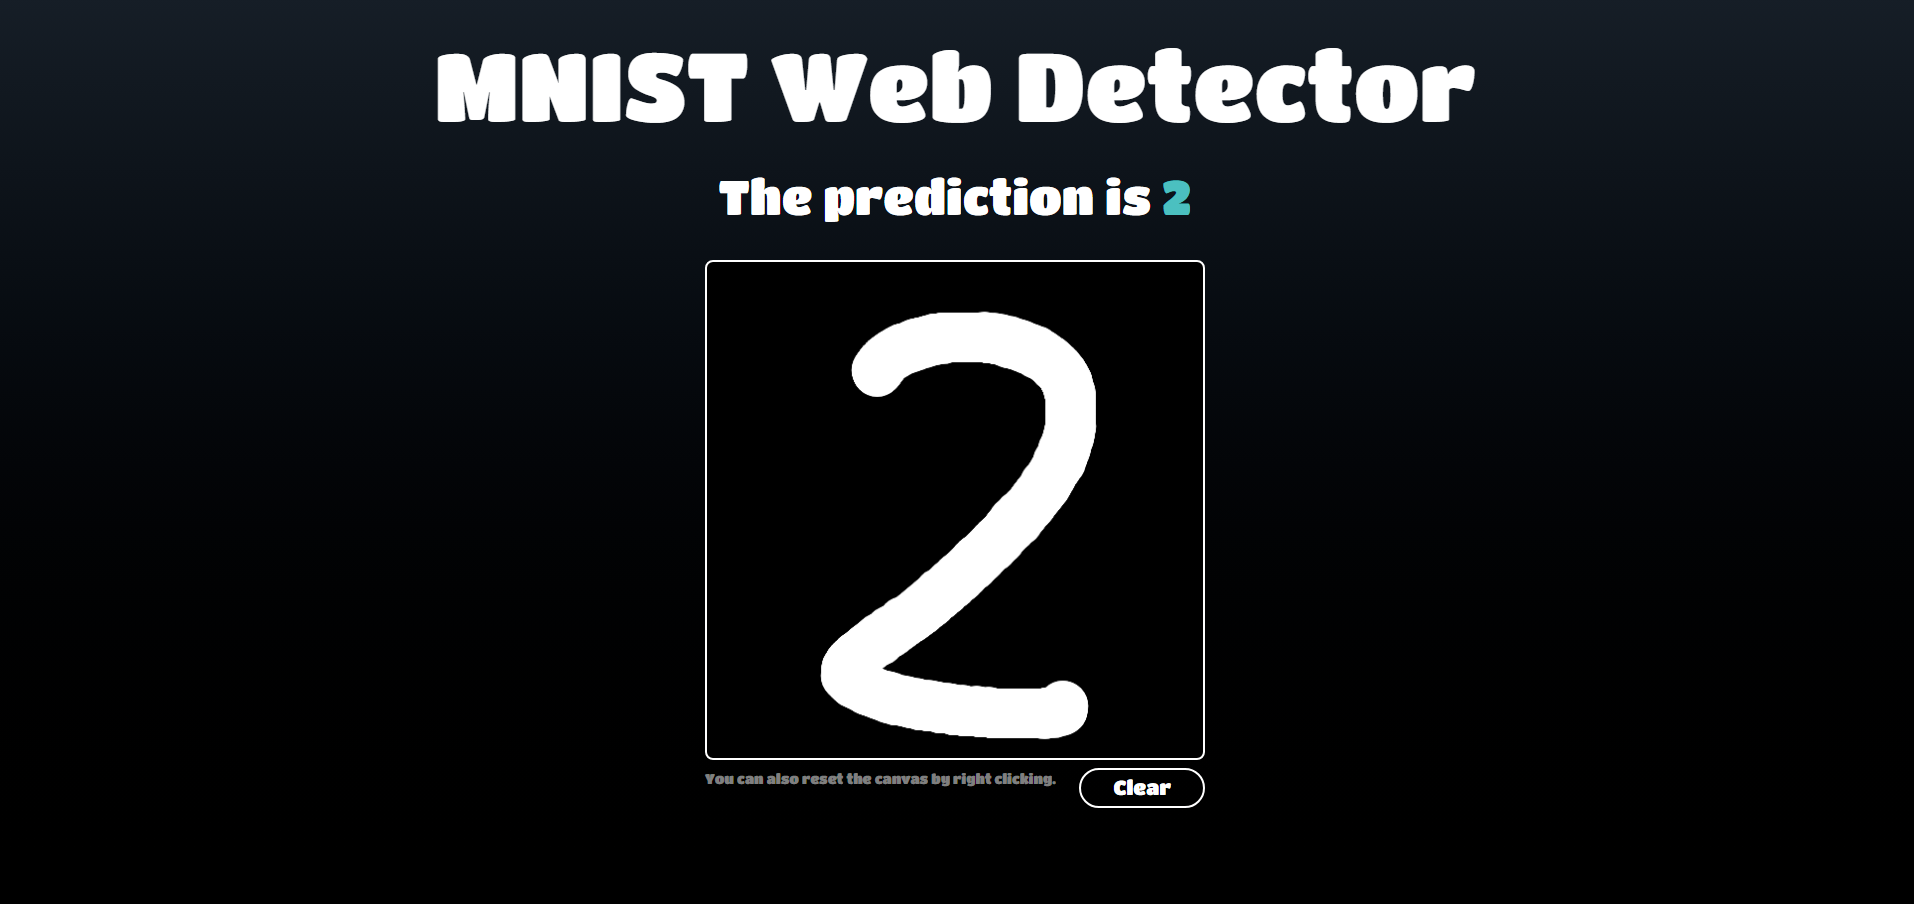 MNIST Web Detector
The prediction is 2
2
You can also reset the canvas by right clicking.
Clear